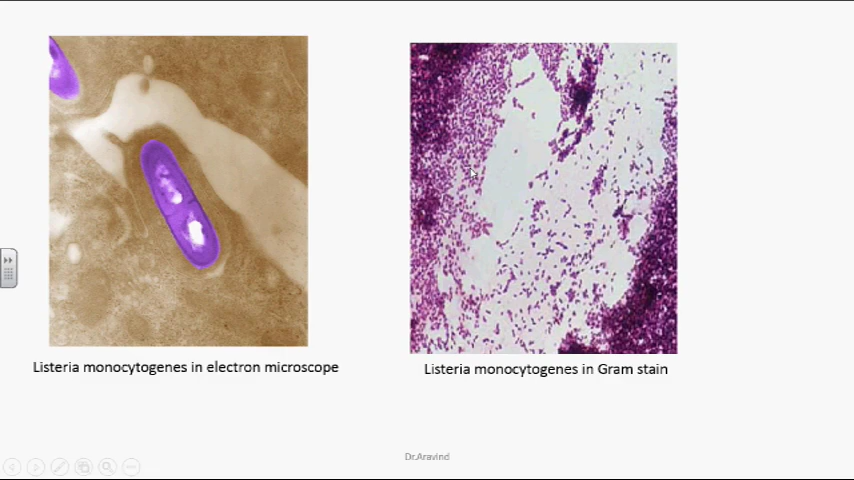 Listeria monocytogenes in electron microscope
Listeria monocytogenes in Gram stain
Dr.Aravind